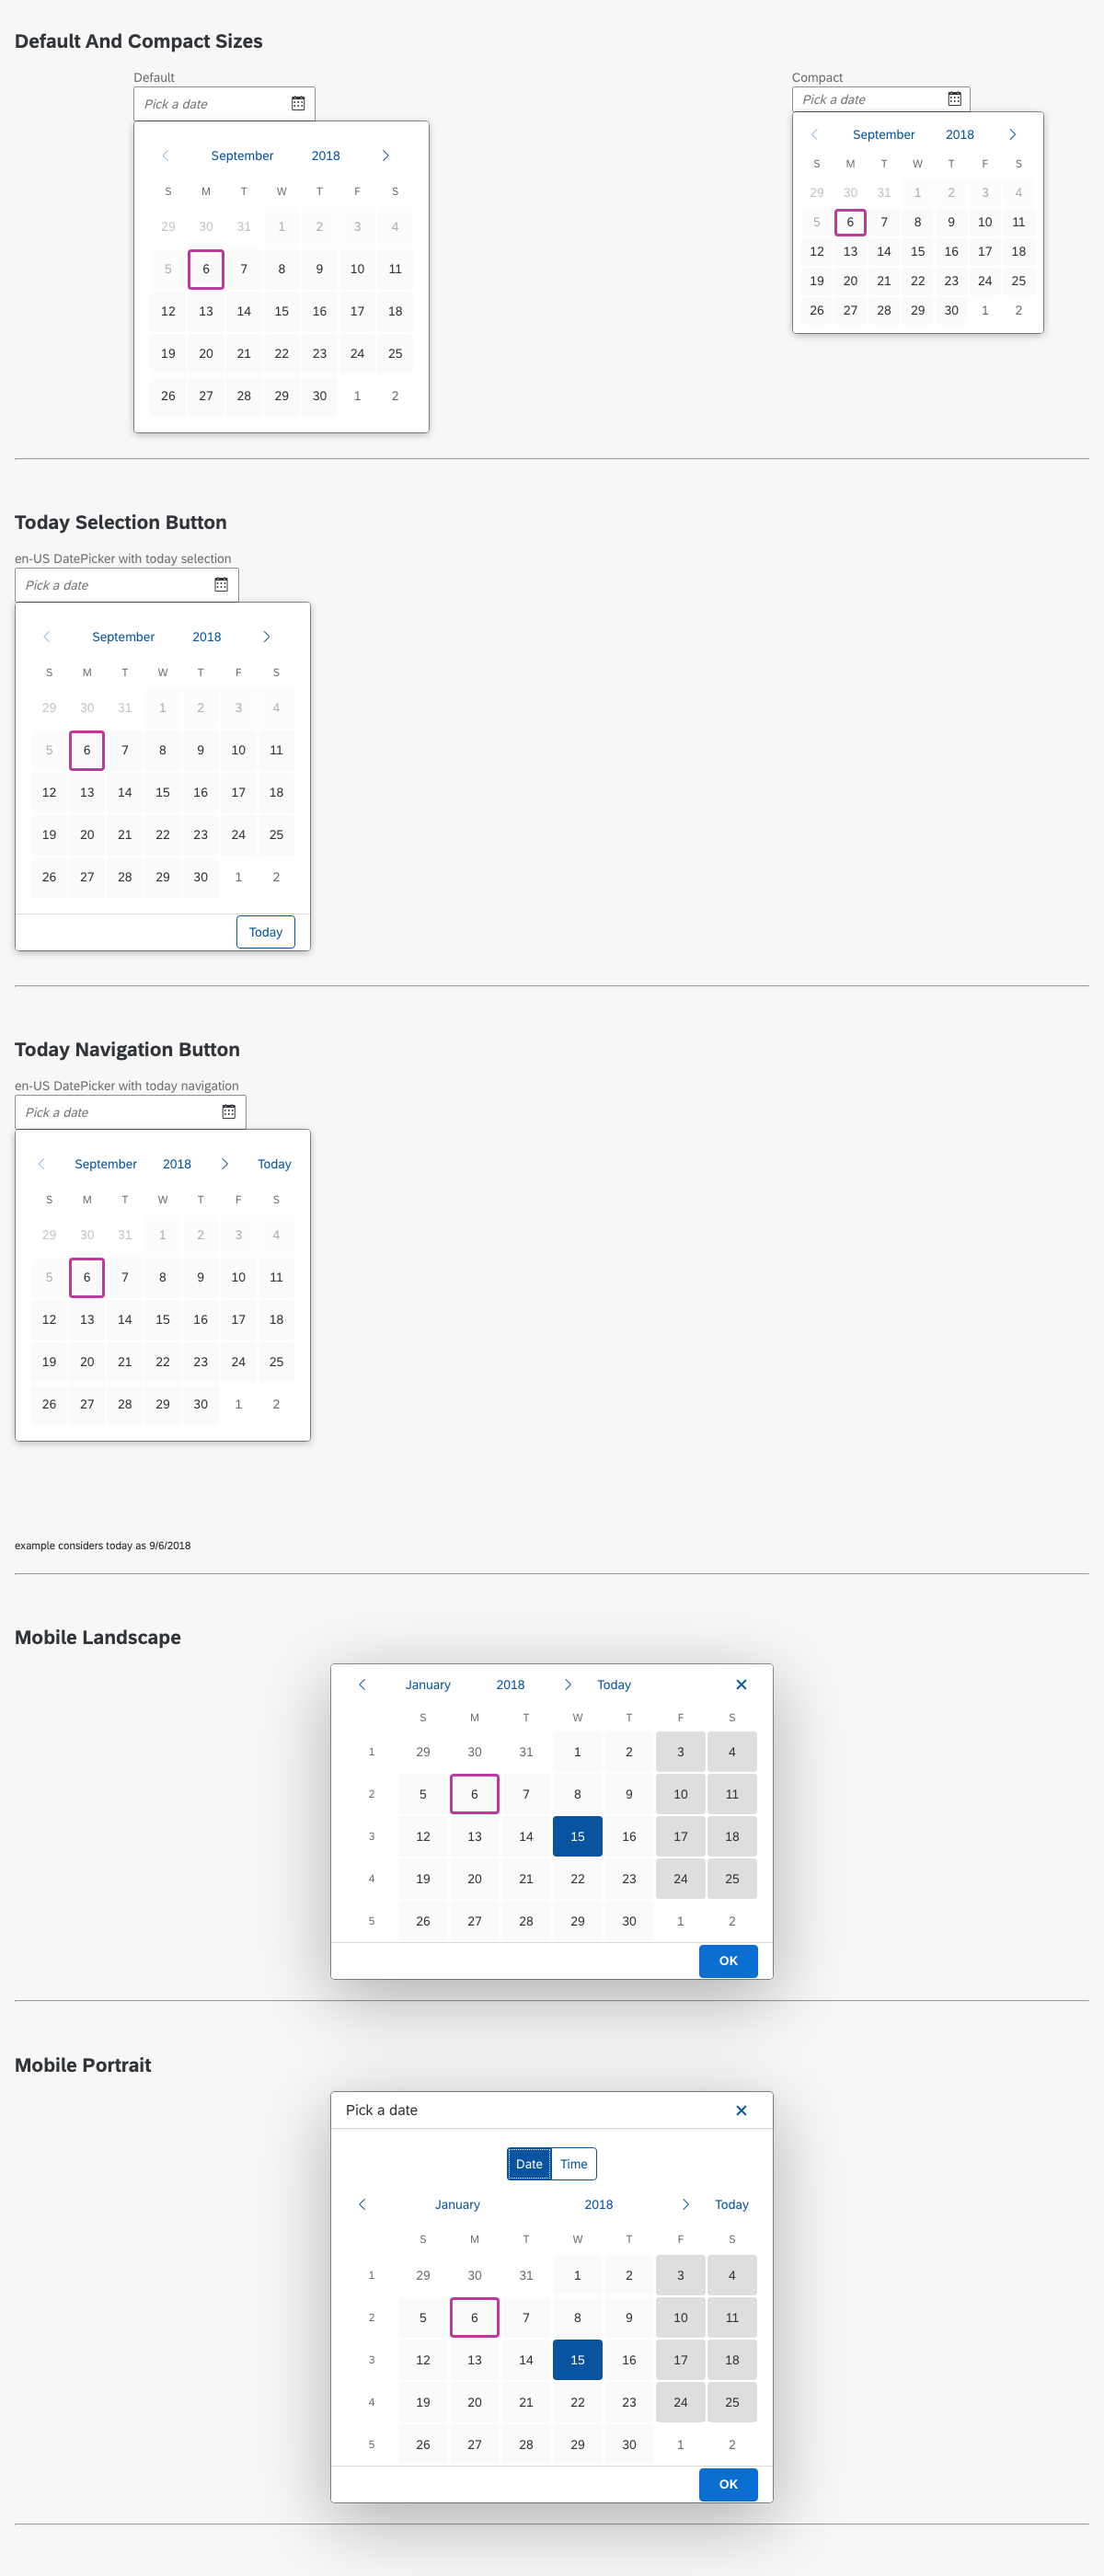 Default And Compact Sizes
Default
Pick a date
September 2018
S M T W T F S
29 30 31 1 2 3 4
5 6 7 8 9 10 11
12 13 14 15 16 17 18
19 20 21 22 23 24 25
26 27 28 29 30 1 2
Compact
Pick a date
September 2018
S M T W T F S
29 30 31 1 2 3 4
5 6 7 8 9 10 11
12 13 14 15 16 17 18
19 20 21 22 23 24 25
26 27 28 29 30 1 2
Today Selection Button
en-US DatePicker with today selection
Pick a date
September 2018
S M T W T F S
29 30 31 1 2 3 4
5 6 7 8 9 10 11
12 13 14 15 16 17 18
19 20 21 22 23 24 25
26 27 28 29 30 1 2
Today
Today Navigation Button
en-US DatePicker with today navigation
Pick a date
September 2018 Today
S M T W T F S
29 30 31 1 2 3 4
5 6 7 8 9 10 11
12 13 14 15 16 17 18
19 20 21 22 23 24 25
26 27 28 29 30 1 2
example considers today as 9/6/2018
Mobile Landscape
January 2018 Today
S M T W T F S
1 29 30 31 1 2 3 4
2 5 6 7 8 9 10 11
3 12 13 14 15 16 17 18
4 19 20 21 22 23 24 25
5 26 27 28 29 30 1 2
OK
Mobile Portrait
Pick a date
Date Time
January 2018 Today
S M T W T F S
1 29 30 31 1 2 3 4
2 5 6 7 8 9 10 11
3 12 13 14 15 16 17 18
4 19 20 21 22 23 24 25
5 26 27 28 29 30 1 2
OK